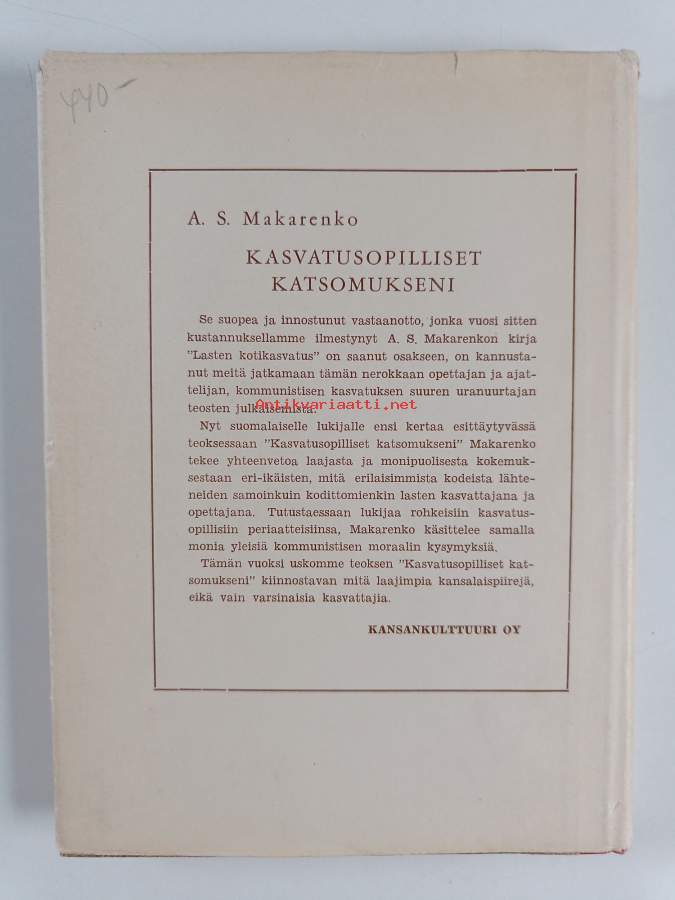 440-
A. S. Makarenko
KASVATUSOPILLISET
KATSOMUKSENI
Se suopea ja innostunut vastaanotto, jonka vuosi sitten
kustannuksellamme ilmestynyt A. S. Makarenkon kirja
"Lasten kotikasvatus" on saanut osakseen, on kannusta-
nut meitä jatkamaan tämän nerokkaan opettajan ja ajat-
telijan, kommunistisen kasvatuksen suuren uranuurtajan
teosten julkaisemista.
Antikvariaatti.net
Nyt suomalaiselle lukijalle ensi kertaa esittäytyvässä
teoksessaan "Kasvatusopilliset katsomukseni" Makarenko
tekee yhteenvetoa laajasta ja monipuolisesta kokemuk-
sestaan eri-ikäisten, mitä erilaisimmista kodeista lähte-
neiden samoinkuin kodittomienkin lasten kasvattajana ja
opettajana. Tutustaessaan lukijaa rohkeisiin kasvatus-
opillisiin periaatteisiinsa, Makarenko käsittelee samalla
monia yleisiä kommunistisen moraalin kysymyksiä.
Tämän vuoksi uskomme teoksen "Kasvatusopilliset kat-
somukseni" kiinnostavan mitä laajimpia kansalaispiirejä,
eikä vain varsinaisia kasvattajia.
KANSANKULTTUURI OY